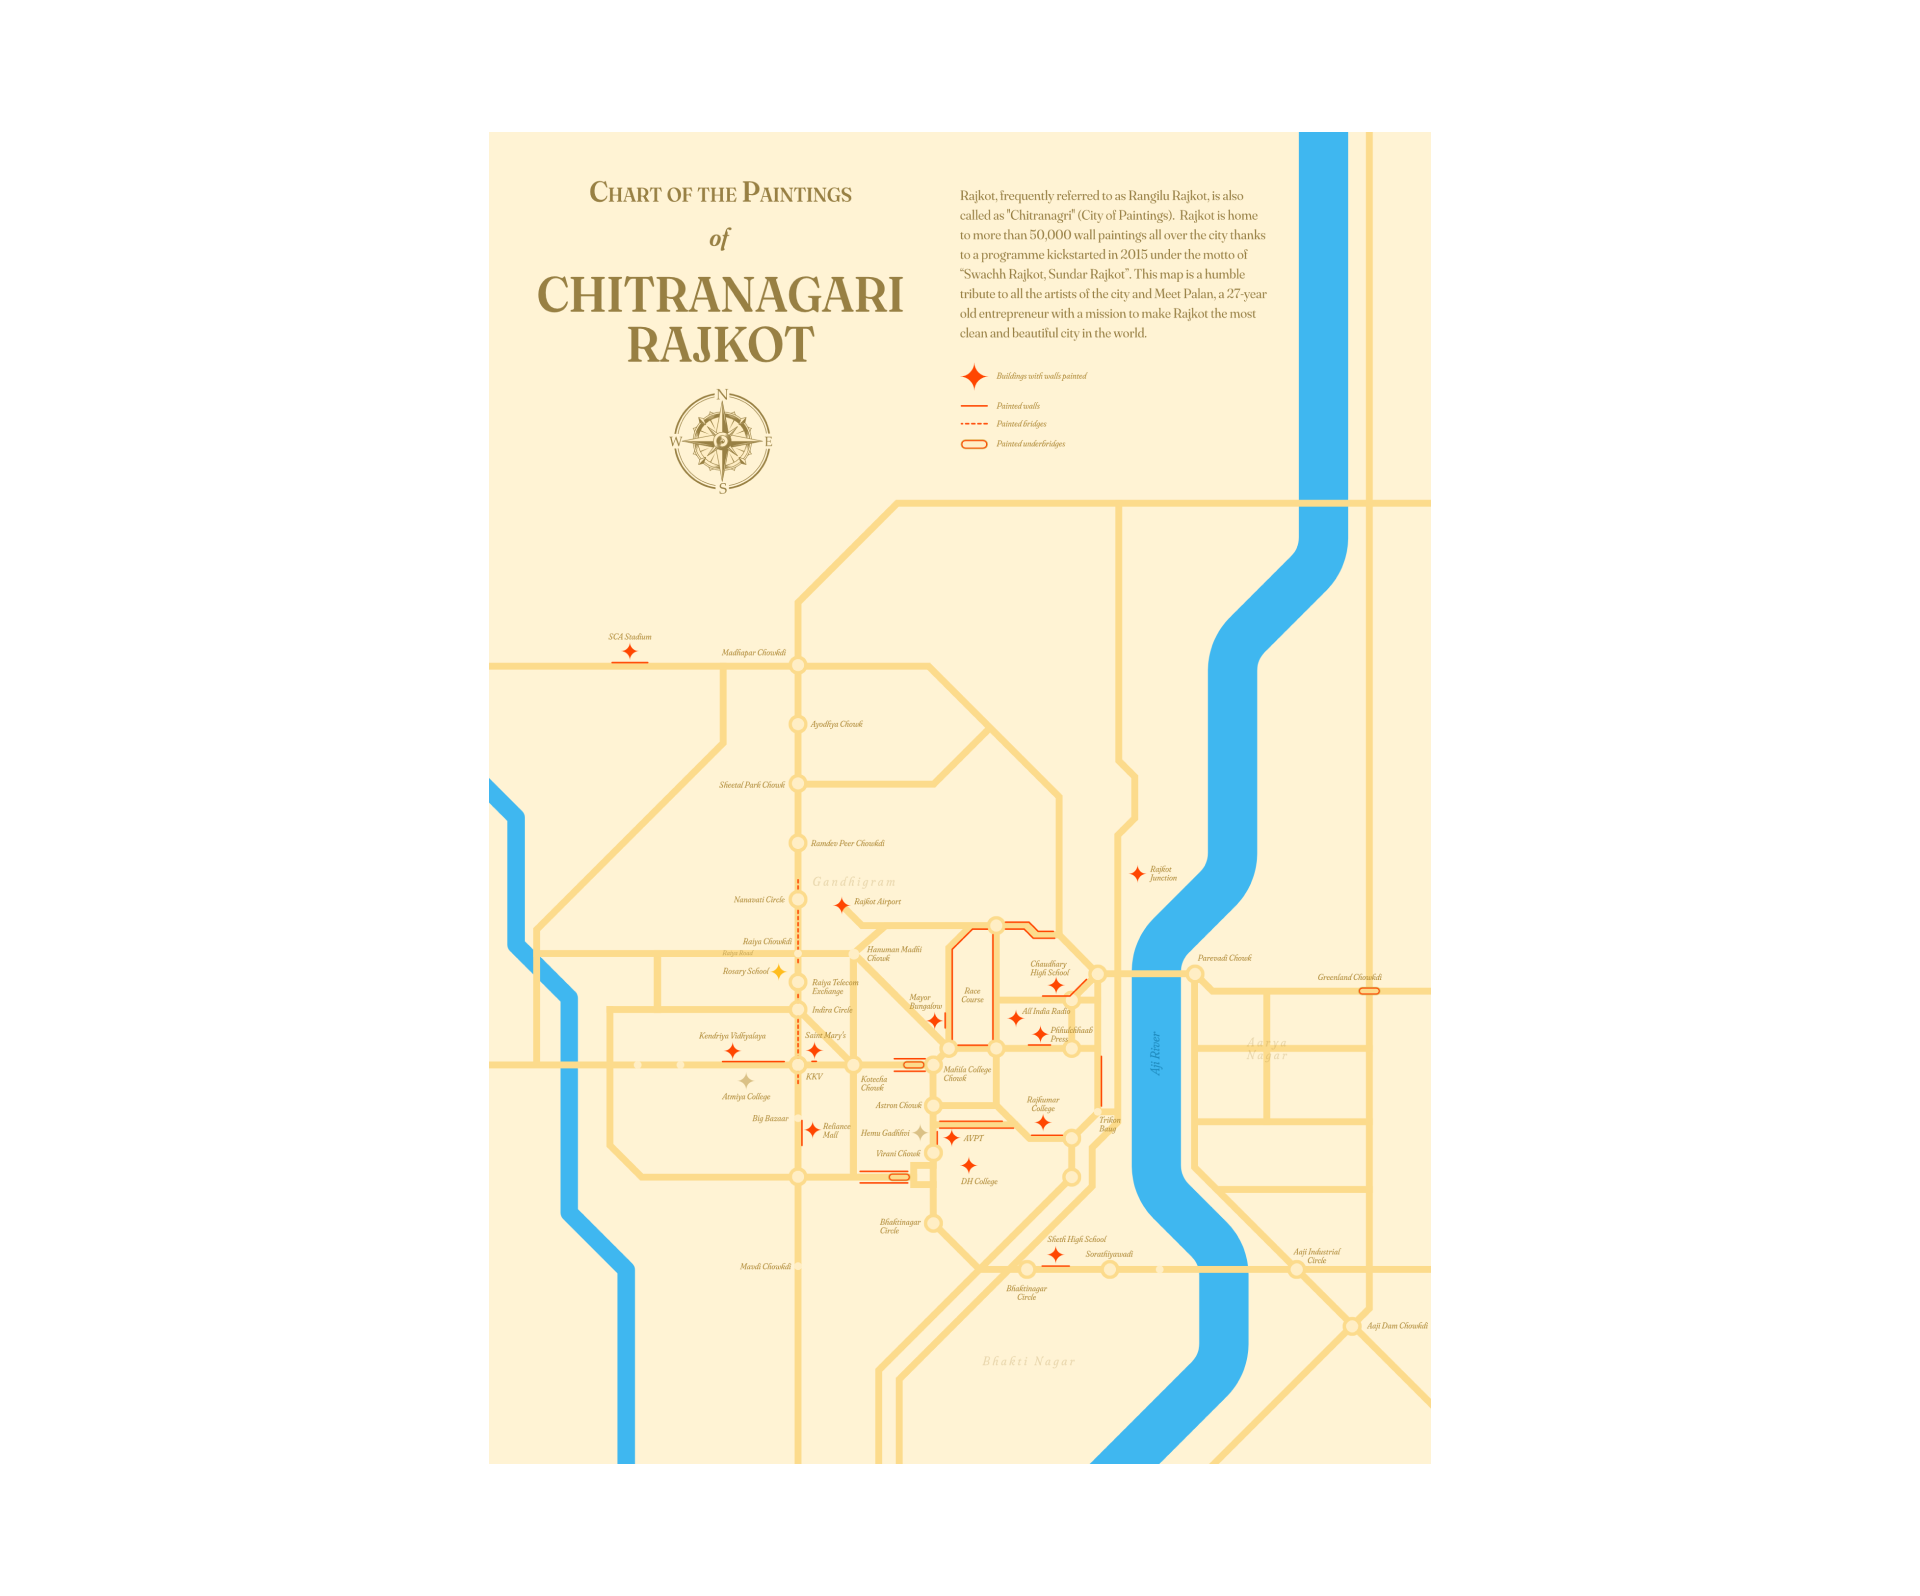 CHART OF THE PAINTINGS
of
CHITRANAGARI
RAJKOT
N
W
E
S
Rajkot, frequently referred to as Rangilu Rajkot, is also
called as "Chitranagri" (City of Paintings). Rajkot is home
to more than 50,000 wall paintings all over the city thanks
to a programme kickstarted in 2015 under the motto of
“Swachh Rajkot, Sundar Rajkot”. This map is a humble
tribute to all the artists of the city and Meet Palan, a 27-year
old entrepreneur with a mission to make Rajkot the most
clean and beautiful city in the world.
Buildings with walls painted
Painted walls
Painted bridges
Painted underbridges
SCA Stadium
Madhapar Chowkdi
Ayodhya Chowk
Sheetal Park Chowk
Ramdev Peer Chowkdi
Rajkot
Junction
Gandhigram
Nanavati Circle
Rajkot Airport
Raiya Chowkdi
Raiya Road
Hanuman Madhi
Chowk
Parevadi Chowk
Rosary School
Chaudhary
High School
Greenland Chowkdi
Raiya Telecom
Exchange
Race
Course
Mayor
Bungalow
Indira Circle
All India Radio
Kendriya Vidhyalaya
Saint Mary's
Phhulchhaab
Press
Aji River
Aarya
Nagar
KKV
Kotecha
Chowk
Mahila College
Chowk
Atmiya College
Astron Chowk
Rajkumar
College
Big Bazaar
Reliance
Mall
Hemu Gadhhvi
AVPT
Trikon
Baug
Virani Chowk
DH College
Bhaktinagar
Circle
Sheth High School
Sorathiyawadi
Aaji Industrial
Circle
Mavdi Chowkdi
Bhaktinagar
Circle
Aaji Dam Chowkdi
Bhakti Nagar